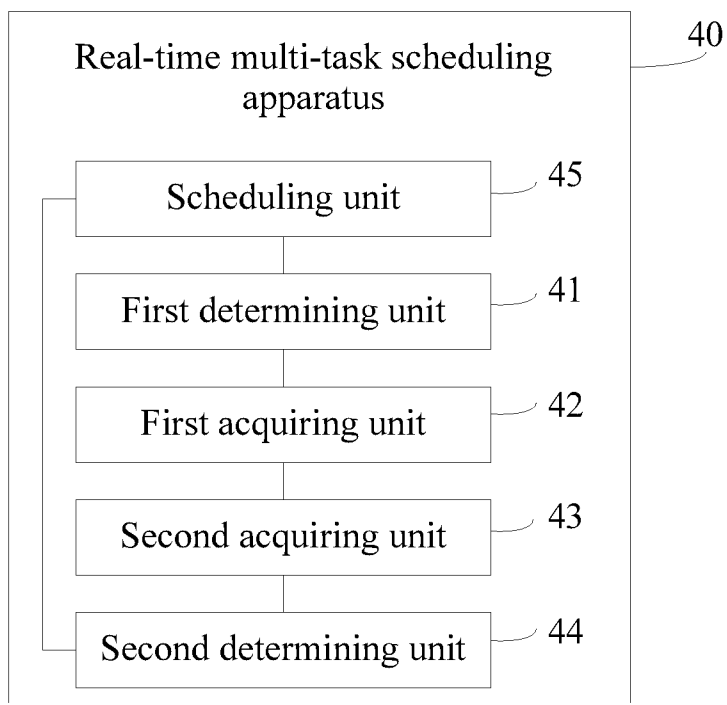 40
Real-time multi-task scheduling
apparatus
Scheduling unit
45
First determining unit
41
First acquiring unit
42
Second acquiring unit
43
Second determining unit
44